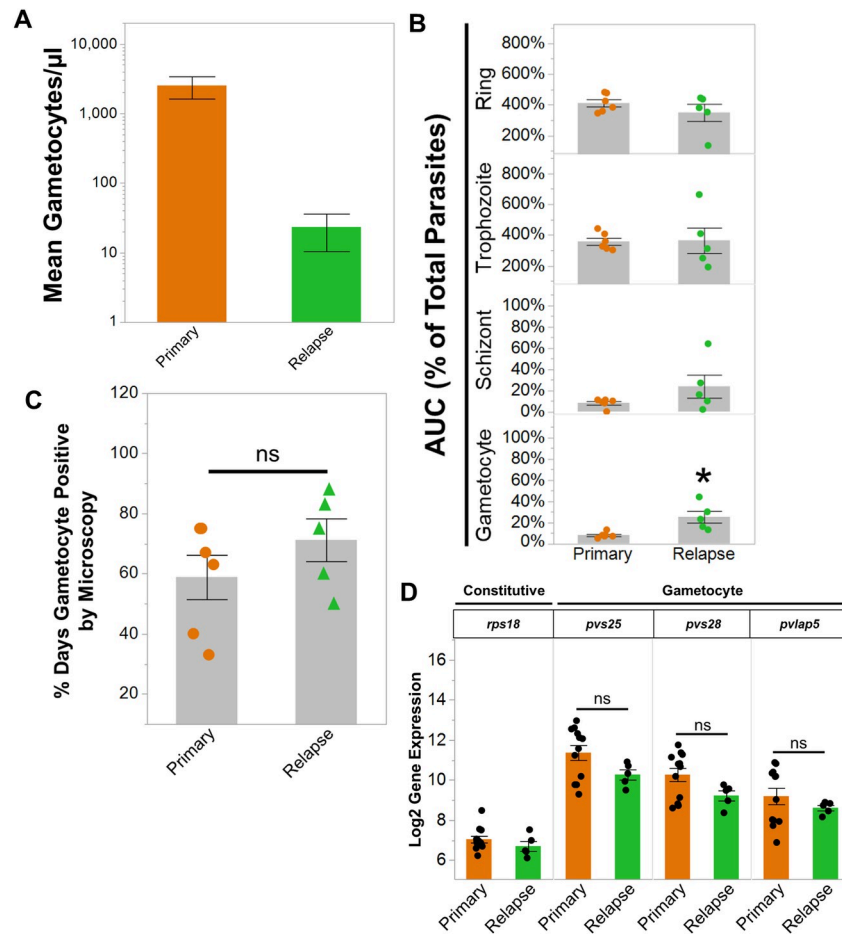 A
Mean Gametocytes/µl
10,000
1,000
100
10
1
Primary
Relapse
B
AUC (% of Total Parasites)
Ring
800%
600%
400%
200%
Trophozoite
800%
600%
400%
200%
Schizont
100%
80%
60%
40%
20%
0%
Gametocyte
100%
80%
60%
40%
20%
0%
*
Primary
Relapse
C
% Days Gametocyte Positive
by Microscopy
120
100
80
60
40
20
ns
Primary
Relapse
D
Constitutive
Gametocyte
rps18
pvs25
pvs28
pvlap5
Log2 Gene Expression
16
14
12
10
8
6
ns
ns
ns
Primary
Relapse
Primary
Relapse
Primary
Relapse
Primary
Relapse